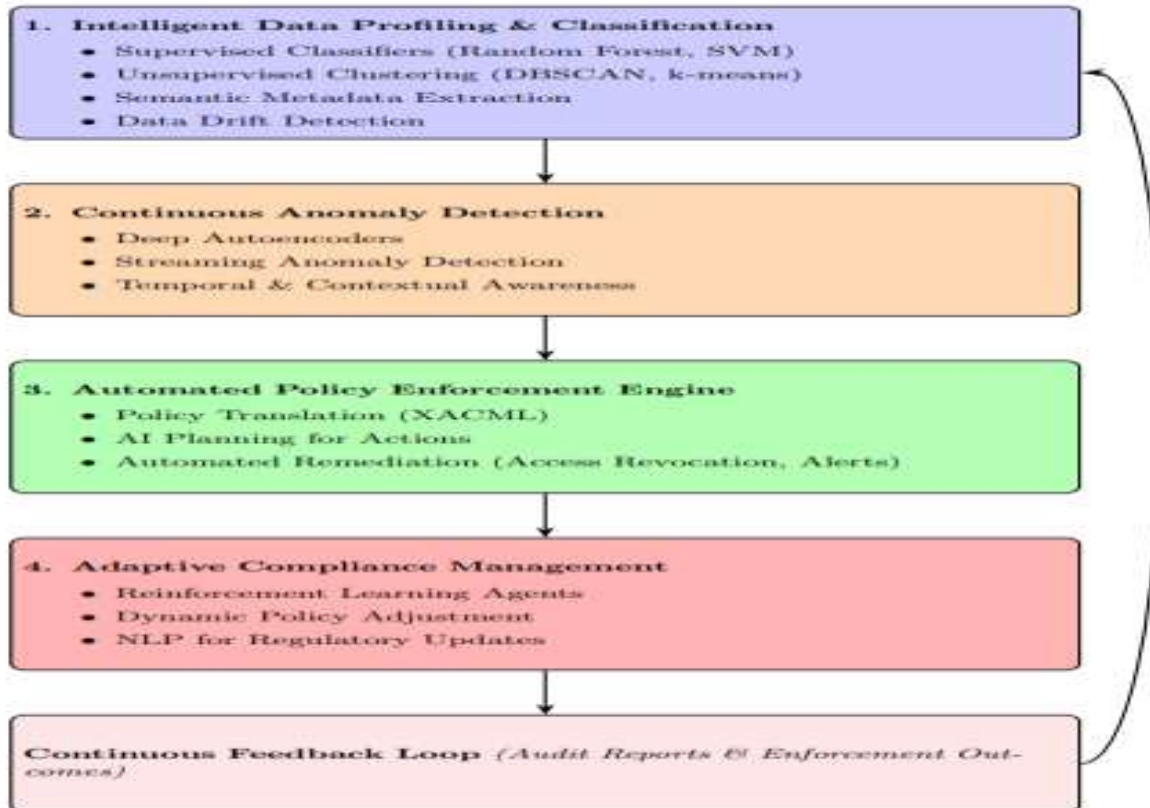 1. Intelligent Data Profiling & Classification
• Supervised Classifiers (Random Forest, SVM)
• Unsupervised Clustering (DBSCAN, k-means)
• Semantic Metadata Extraction
• Data Drift Detection
2. Continuous Anomaly Detection
• Deep Autoencoders
• Streaming Anomaly Detection
• Temporal & Contextual Awareness
3. Automated Policy Enforcement Engine
• Policy Translation (XACML)
• AI Planning for Actions
• Automated Remediation (Access Revocation, Alerts)
4. Adaptive Compliance Management
• Reinforcement Learning Agents
• Dynamic Policy Adjustment
• NLP for Regulatory Updates
Continuous Feedback Loop (Audit Reports & Enforcement Out-
comes)